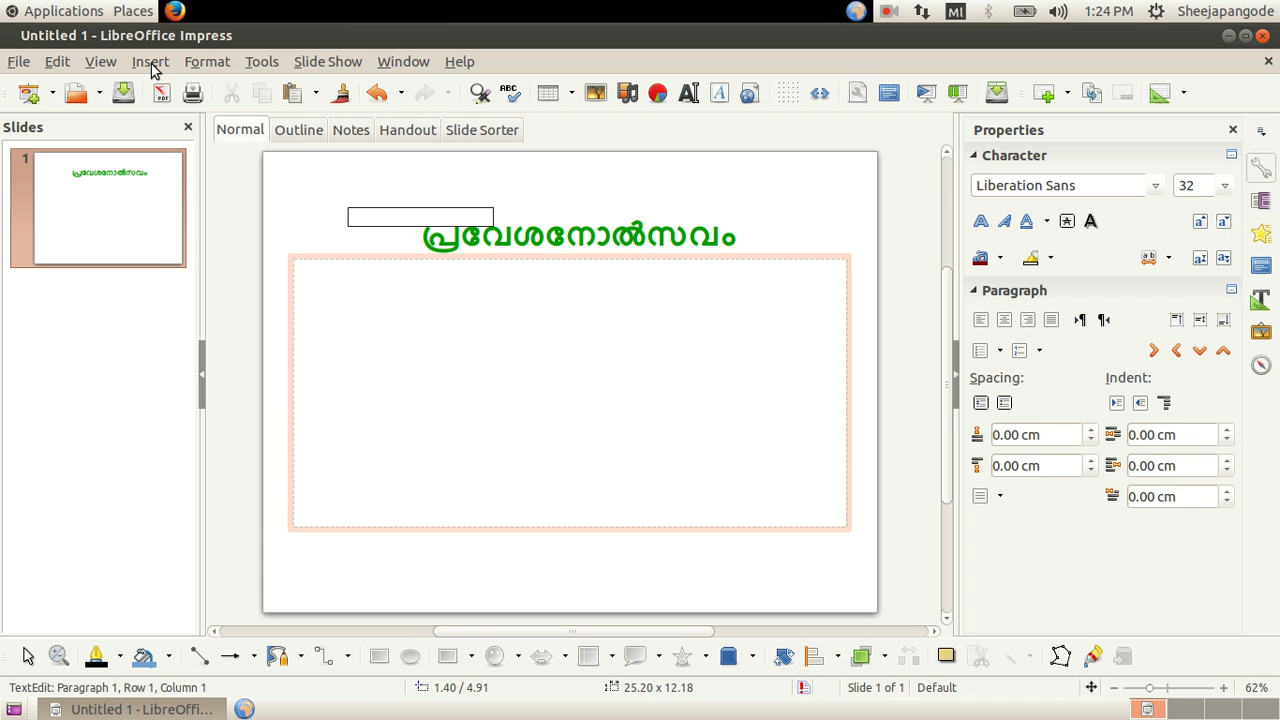 Applications Places Ml 1:24 PM Sheejapangode
Untitled 1 - LibreOffice Impress
File Edit View Insert Format Tools Slide Show Window Help
Slides
Normal Outline Notes Handout Slide Sorter
Properties
Character
1
പ്രവേശനോൽസവം
Liberation Sans 32
പ്രവേശനോൽസവം
Paragraph
Spacing: Indent:
0.00 cm 0.00 cm
0.00 cm 0.00 cm
0.00 cm
TextEdit: Paragraph 1, Row 1, Column 1 1.40 / 4.91 25.20 x 12.18 Slide 1 of 1 Default 62%
Untitled 1 - LibreOffi...